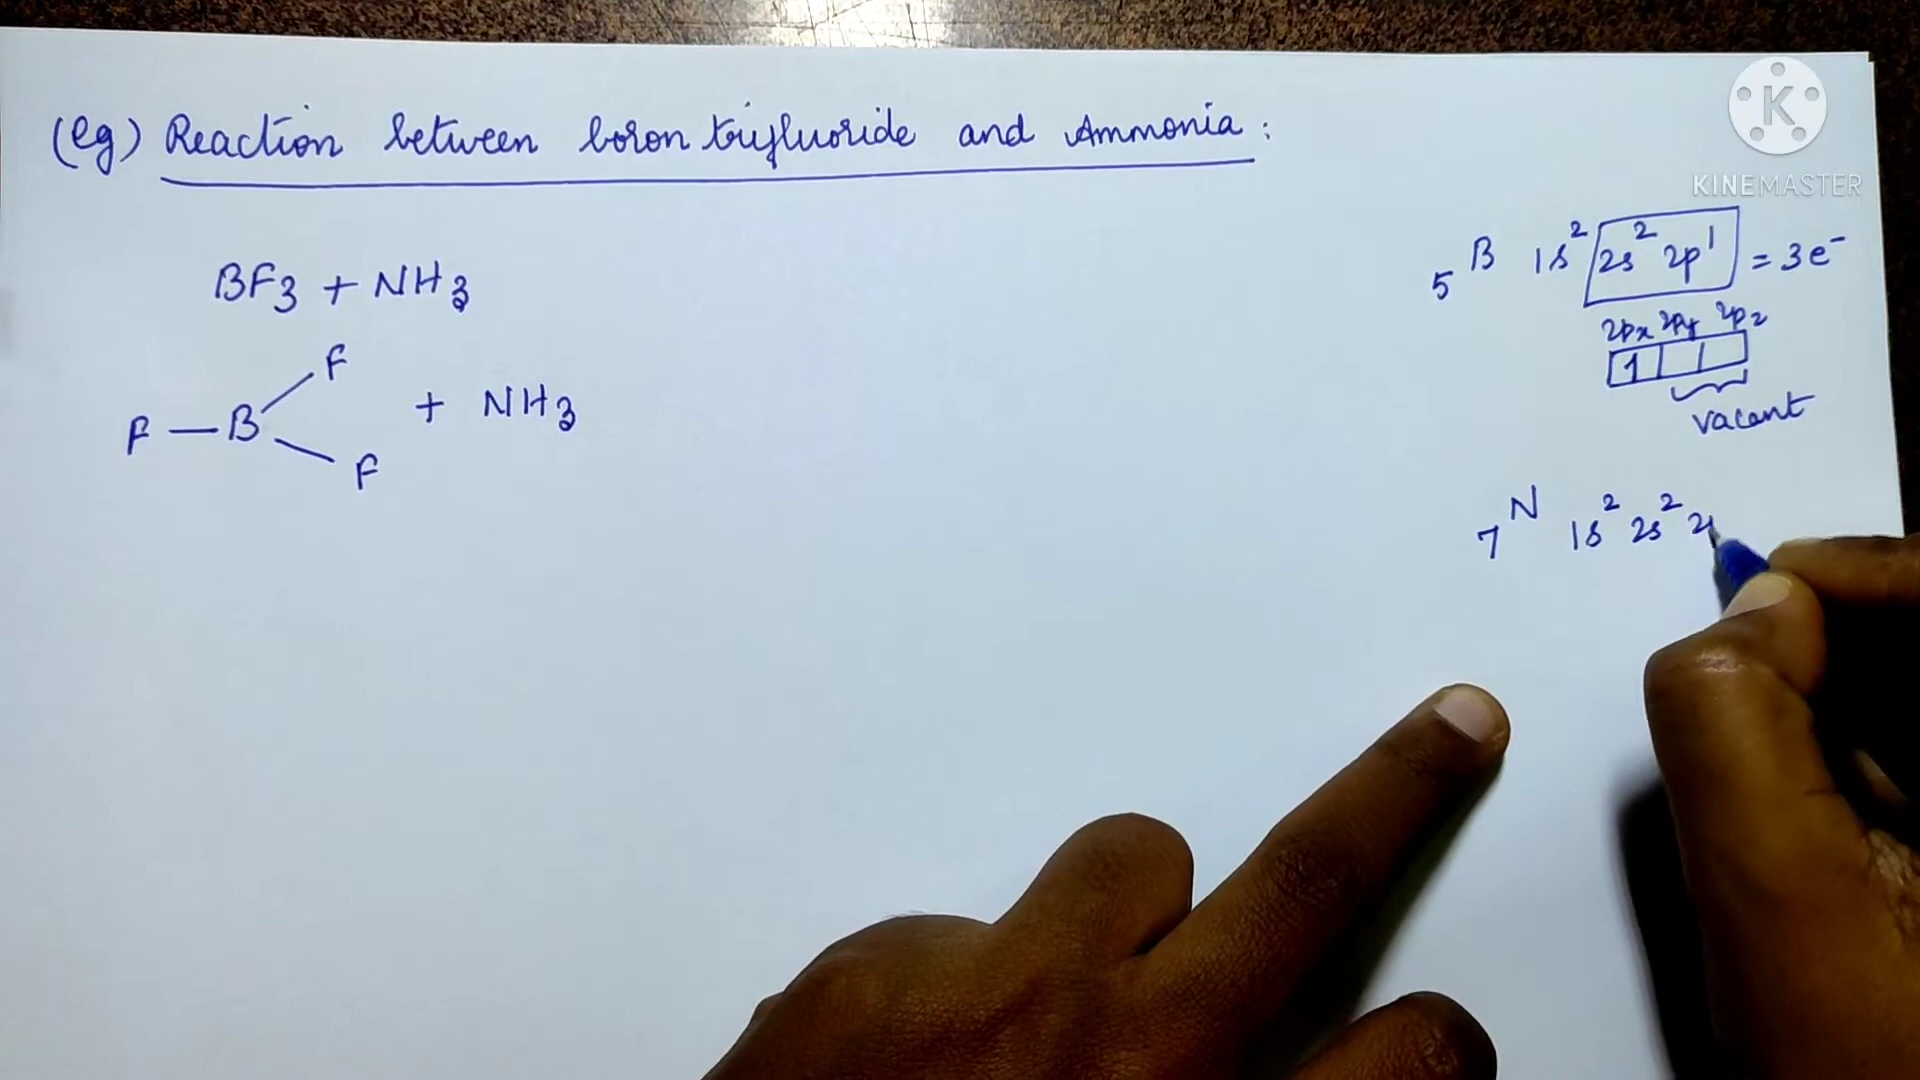 (eg) Reaction between boron trifluoride and Ammonia :
KINEMASTER
BF3 + NH3
5 B 1s2 2s2 2p1 = 3e-
2px 2py 2pz
1
vacant
F
F - B + NH3
F
7 N 1s2 2s2 2